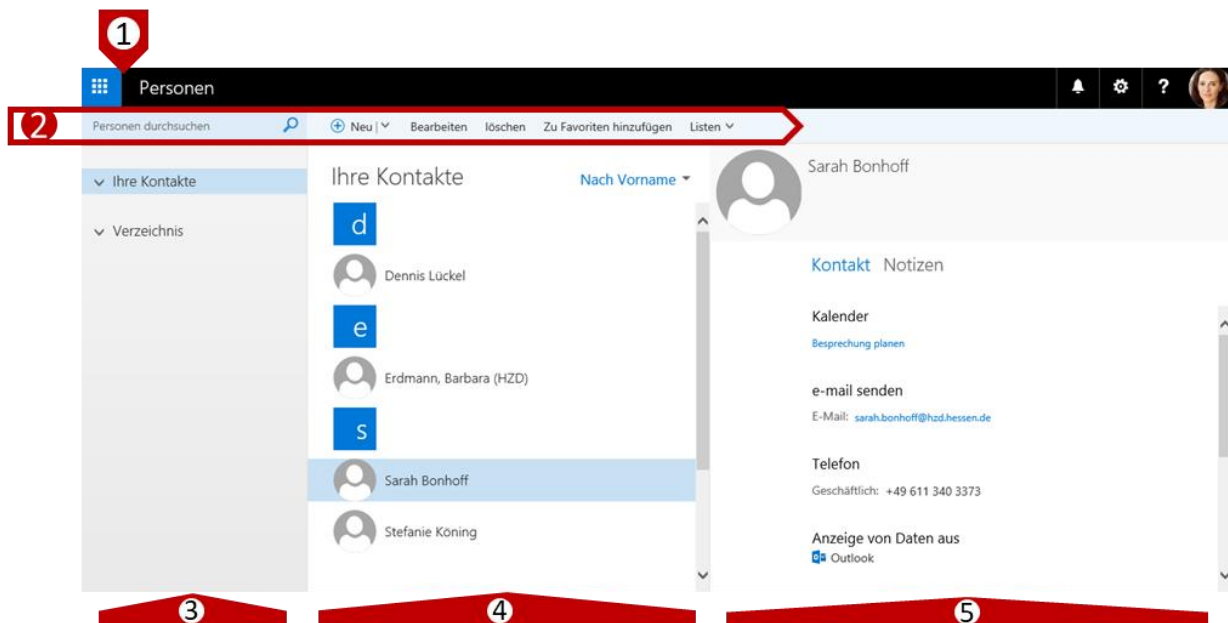 1
Personen
?
2
Personen durchsuchen
Neu
Bearbeiten
löschen
Zu Favoriten hinzufügen
Listen
Ihre Kontakte
Verzeichnis
Ihre Kontakte
Nach Vorname
d
Dennis Lückel
e
Erdmann, Barbara (HZD)
s
Sarah Bonhoff
Stefanie Köning
Sarah Bonhoff
Kontakt Notizen
Kalender
Besprechung planen
e-mail senden
E-Mail: sarah.bonhoff@hzd.hessen.de
Telefon
Geschäftlich: +49 611 340 3373
Anzeige von Daten aus
Outlook
3
4
5